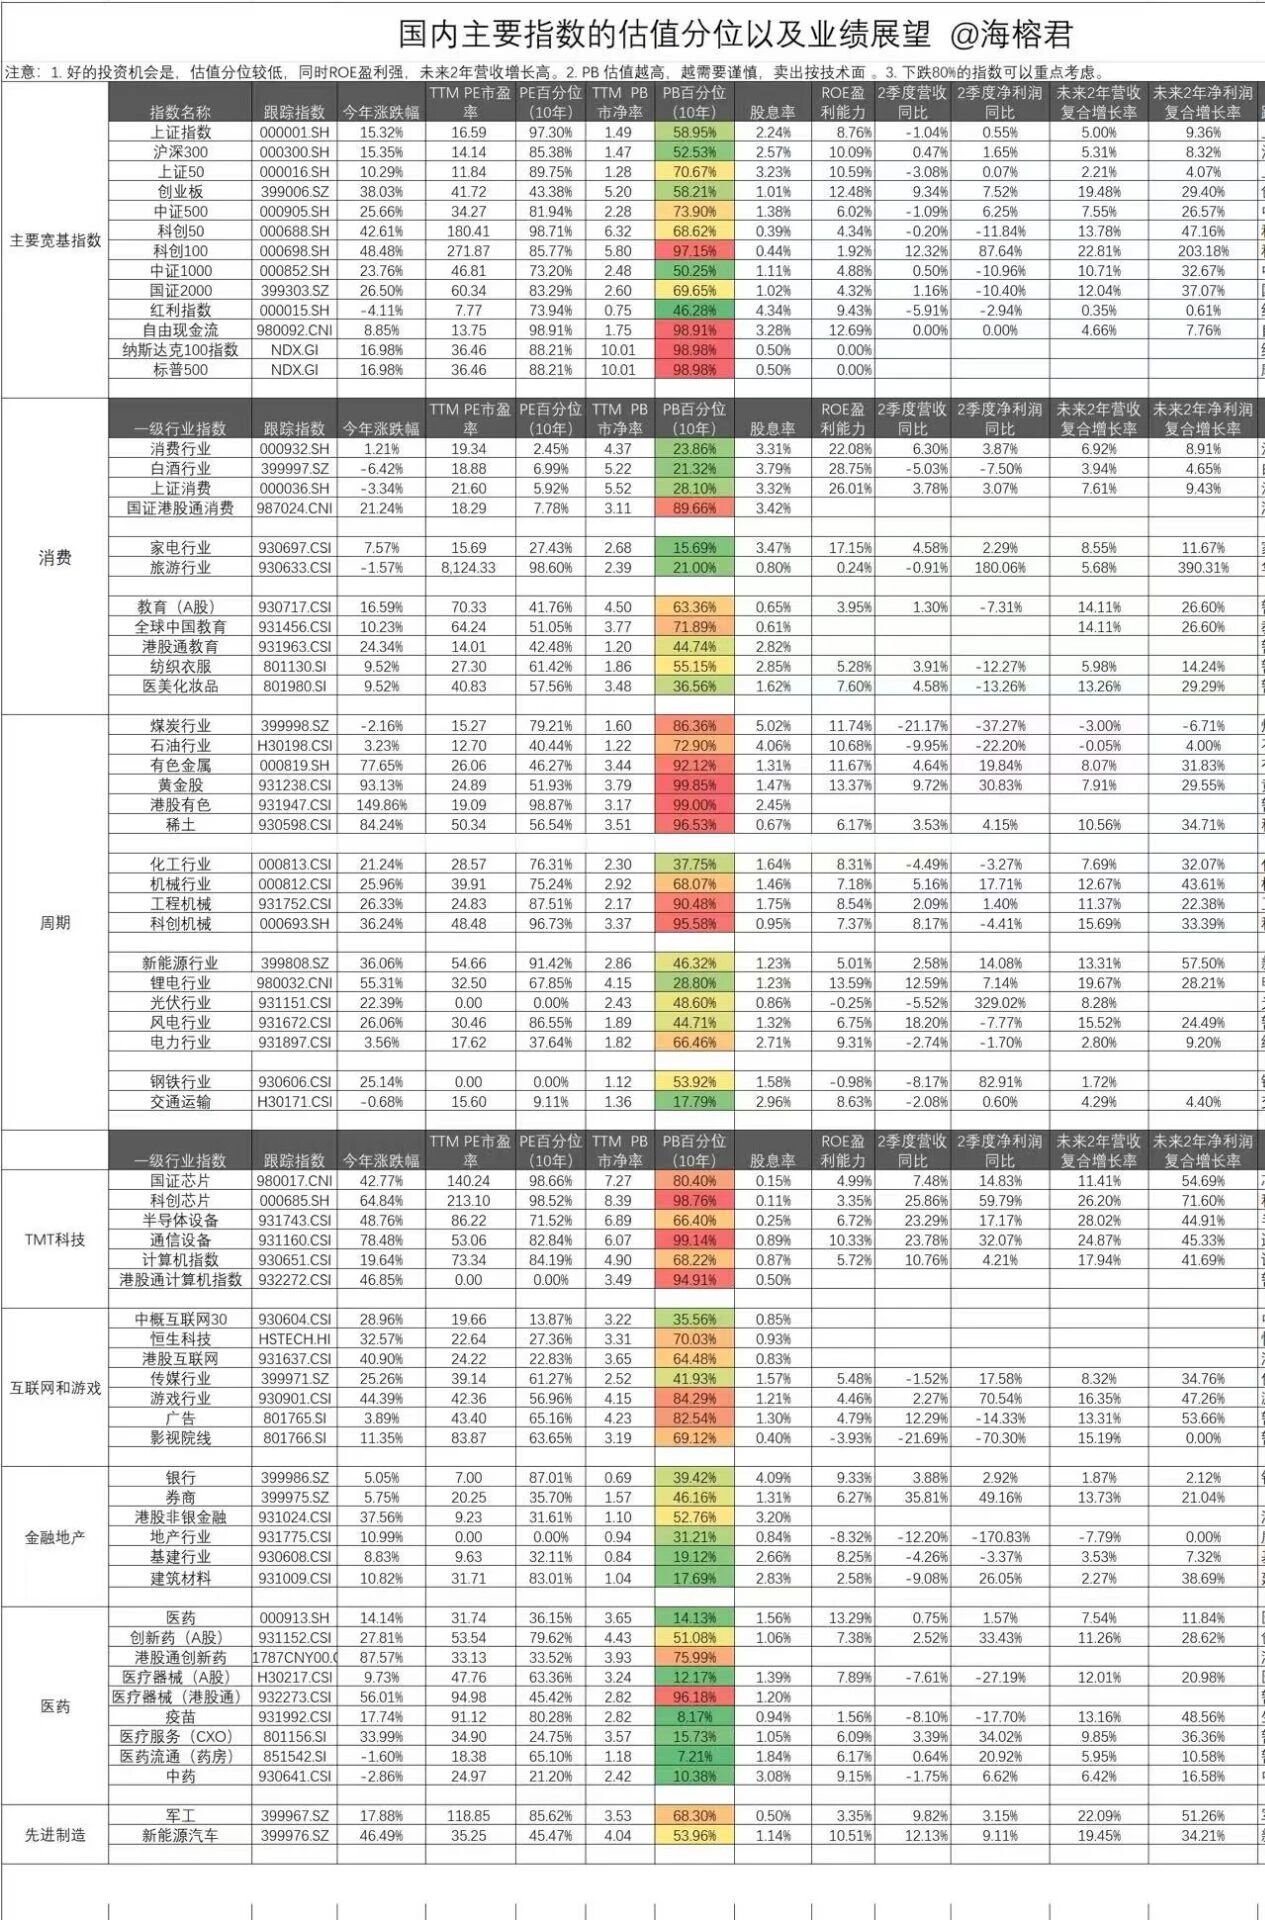 国内主要指数的估值分位以及业绩展望 @海榕君
注意：1. 好的投资机会是，估值分位较低，同时ROE盈利强，未来2年营收增长高。2. PB 估值越高，越需要谨慎，卖出按技术面 。3. 下跌80%的指数可以重点考虑。
指数名称 跟踪指数 今年涨跌幅 TTM PE市盈率 PE百分位(10年) TTM PB市净率 PB百分位(10年) 股息率 ROE盈利能力 2季度营收同比 2季度净利润同比 未来2年营收复合增长率 未来2年净利润复合增长率
主要宽基指数
上证指数 000001.SH 15.32% 16.59 97.30% 1.49 58.95% 2.24% 8.76% -1.04% 0.55% 5.00% 9.36%
沪深300 000300.SH 15.35% 14.14 85.38% 1.47 52.53% 2.57% 10.09% 0.47% 1.65% 5.31% 8.32%
上证50 000016.SH 10.29% 11.84 89.75% 1.28 70.67% 3.23% 10.59% -3.08% 0.07% 2.21% 4.07%
创业板 399006.SZ 38.03% 41.72 43.38% 5.20 58.21% 1.01% 12.48% 9.34% 7.52% 19.48% 29.40%
中证500 000905.SH 25.66% 34.27 81.94% 2.28 73.90% 1.38% 6.02% -1.09% 6.25% 7.55% 26.57%
科创50 000688.SH 42.61% 180.41 98.71% 6.32 68.62% 0.39% 4.34% -0.20% -11.84% 13.78% 47.16%
科创100 000698.SH 48.48% 271.87 85.77% 5.80 97.15% 0.44% 1.92% 12.32% 87.64% 22.81% 203.18%
中证1000 000852.SH 23.76% 46.81 73.20% 2.48 50.25% 1.11% 4.88% 0.50% -10.96% 10.71% 32.67%
国证2000 399303.SZ 26.50% 60.34 83.29% 2.60 69.65% 1.02% 4.32% 1.16% -10.40% 12.04% 37.07%
红利指数 000015.SH -4.11% 7.77 73.94% 0.75 46.28% 4.34% 9.43% -5.91% -2.94% 0.35% 0.61%
自由现金流 980092.CNI 8.85% 13.75 98.91% 1.75 98.91% 3.28% 12.69% 0.00% 0.00% 4.66% 7.76%
纳斯达克100指数 NDX.GI 16.98% 36.46 88.21% 10.01 98.98% 0.50% 0.00%
标普500 NDX.GI 16.98% 36.46 88.21% 10.01 98.98% 0.50% 0.00%
一级行业指数 跟踪指数 今年涨跌幅 TTM PE市盈率 PE百分位(10年) TTM PB市净率 PB百分位(10年) 股息率 ROE盈利能力 2季度营收同比 2季度净利润同比 未来2年营收复合增长率 未来2年净利润复合增长率
消费
消费行业 000932.SH 1.21% 19.34 2.45% 4.37 23.86% 3.31% 22.08% 6.30% 3.87% 6.92% 8.91%
白酒行业 399997.SZ -6.42% 18.88 6.99% 5.22 21.32% 3.79% 28.75% -5.03% -7.50% 3.94% 4.65%
上证消费 000036.SH -3.34% 21.60 5.92% 5.52 28.10% 3.32% 26.01% 3.78% 3.07% 7.61% 9.43%
国证港股通消费 987024.CNI 21.24% 18.29 7.78% 3.11 89.66% 3.42%
家电行业 930697.CSI 7.57% 15.69 27.43% 2.68 15.69% 3.47% 17.15% 4.58% 2.29% 8.55% 11.67%
旅游行业 930633.CSI -1.57% 8,124.33 98.60% 2.39 21.00% 0.80% 0.24% -0.91% 180.06% 5.68% 390.31%
教育（A股） 930717.CSI 16.59% 70.33 41.76% 4.50 63.36% 0.65% 3.95% 1.30% -7.31% 14.11% 26.60%
全球中国教育 931456.CSI 10.23% 64.24 51.05% 3.77 71.89% 0.61% 14.11% 26.60%
港股通教育 931963.CSI 24.34% 14.01 42.48% 1.20 44.74% 2.82%
纺织衣服 801130.SI 9.52% 27.30 61.42% 1.86 55.15% 2.85% 5.28% 3.91% -12.27% 5.98% 14.24%
医美化妆品 801980.SI 9.52% 40.83 57.56% 3.48 36.56% 1.62% 7.60% 4.58% -13.26% 13.26% 29.29%
周期
煤炭行业 399998.SZ -2.16% 15.27 79.21% 1.60 86.36% 5.02% 11.74% -21.17% -37.27% -3.00% -6.71%
石油行业 H30198.CSI 3.23% 12.70 40.44% 1.22 72.90% 4.06% 10.68% -9.95% -22.20% -0.05% 4.00%
有色金属 000819.SH 77.65% 26.06 46.27% 3.44 92.12% 1.31% 11.67% 4.64% 19.84% 8.07% 31.83%
黄金股 931238.CSI 93.13% 24.89 51.93% 3.79 99.85% 1.47% 13.37% 9.72% 30.83% 7.91% 29.55%
港股有色 931947.CSI 149.86% 19.09 98.87% 3.17 99.00% 2.45%
稀土 930598.CSI 84.24% 50.34 56.54% 3.51 96.53% 0.67% 6.17% 3.53% 4.15% 10.56% 34.71%
化工行业 000813.CSI 21.24% 28.57 76.31% 2.30 37.75% 1.64% 8.31% -4.49% -3.27% 7.69% 32.07%
机械行业 000812.CSI 25.96% 39.91 75.24% 2.92 68.07% 1.46% 7.18% 5.16% 17.71% 12.67% 43.61%
工程机械 931752.CSI 26.33% 24.83 87.51% 2.17 90.48% 1.75% 8.54% 2.09% 1.40% 11.37% 22.38%
科创机械 000693.SH 36.24% 48.48 96.73% 3.37 95.58% 0.95% 7.37% 8.17% -4.41% 15.69% 33.39%
新能源行业 399808.SZ 36.06% 54.66 91.42% 2.86 46.32% 1.23% 5.01% 2.58% 14.08% 13.31% 57.50%
锂电行业 980032.CNI 55.31% 32.50 67.85% 4.15 28.80% 1.23% 13.59% 12.59% 7.14% 19.67% 28.21%
光伏行业 931151.CSI 22.39% 0.00 0.00% 2.43 48.60% 0.86% -0.25% -5.52% 329.02% 8.28%
风电行业 931672.CSI 26.06% 30.46 86.55% 1.89 44.71% 1.32% 6.75% 18.20% -7.77% 15.52% 24.49%
电力行业 931897.CSI 3.56% 17.62 37.64% 1.82 66.46% 2.71% 9.31% -2.74% -1.70% 2.80% 9.20%
钢铁行业 930606.CSI 25.14% 0.00 0.00% 1.12 53.92% 1.58% -0.98% -8.17% 82.91% 1.72%
交通运输 H30171.CSI -0.68% 15.60 9.11% 1.36 17.79% 2.96% 8.63% -2.08% 0.60% 4.29% 4.40%
一级行业指数 跟踪指数 今年涨跌幅 TTM PE市盈率 PE百分位(10年) TTM PB市净率 PB百分位(10年) 股息率 ROE盈利能力 2季度营收同比 2季度净利润同比 未来2年营收复合增长率 未来2年净利润复合增长率
TMT科技
国证芯片 980017.CNI 42.77% 140.24 98.66% 7.27 80.40% 0.15% 4.99% 7.48% 14.83% 11.41% 54.69%
科创芯片 000685.SH 64.84% 213.10 98.52% 8.39 98.76% 0.11% 3.35% 25.86% 59.79% 26.20% 71.60%
半导体设备 931743.CSI 48.76% 86.22 71.52% 6.89 66.40% 0.25% 6.72% 23.29% 17.17% 28.02% 44.91%
通信设备 931160.CSI 78.48% 53.06 82.84% 6.07 99.14% 0.89% 10.33% 23.78% 32.07% 24.87% 45.33%
计算机指数 930651.CSI 19.64% 73.34 84.19% 4.90 68.22% 0.87% 5.72% 10.76% 4.21% 17.94% 41.69%
港股通计算机指数 932272.CSI 46.85% 0.00 0.00% 3.49 94.91% 0.50%
互联网和游戏
中概互联网30 930604.CSI 28.96% 19.66 13.87% 3.22 35.56% 0.85%
恒生科技 HSTECH.HI 32.57% 22.64 27.36% 3.31 70.03% 0.93%
港股互联网 931637.CSI 40.90% 24.22 22.83% 3.65 64.48% 0.83%
传媒行业 399971.SZ 25.26% 39.14 61.27% 2.52 41.93% 1.57% 5.48% -1.52% 17.58% 8.32% 34.76%
游戏行业 930901.CSI 44.39% 42.36 56.96% 4.15 84.29% 1.21% 4.46% 2.27% 70.54% 16.35% 47.26%
广告 801765.SI 3.89% 43.40 65.16% 4.23 82.54% 1.30% 4.79% 12.29% -14.33% 13.31% 53.66%
影视院线 801766.SI 11.35% 83.87 63.65% 3.19 69.12% 0.40% -3.93% -21.69% -70.30% 15.19% 0.00%
金融地产
银行 399986.SZ 5.05% 7.00 87.01% 0.69 39.42% 4.09% 9.33% 3.88% 2.92% 1.87% 2.12%
券商 399975.SZ 5.75% 20.25 35.70% 1.57 46.16% 1.31% 6.27% 35.81% 49.16% 13.73% 21.04%
港股非银金融 931024.CSI 37.56% 9.23 31.61% 1.10 52.76% 3.20%
地产行业 931775.CSI 10.99% 0.00 0.00% 0.94 31.21% 0.84% -8.32% -12.20% -170.83% -7.79% 0.00%
基建行业 930608.CSI 8.83% 9.63 32.11% 0.84 19.12% 2.66% 8.25% -4.26% -3.37% 3.53% 7.32%
建筑材料 931009.CSI 10.82% 31.71 83.01% 1.04 17.69% 2.83% 2.58% -9.08% 26.05% 2.27% 38.69%
医药
医药 000913.SH 14.14% 31.74 36.15% 3.65 14.13% 1.56% 13.29% 0.75% 1.57% 7.54% 11.84%
创新药（A股） 931152.CSI 27.81% 53.54 79.62% 4.43 51.08% 1.06% 7.38% 2.52% 33.43% 11.26% 28.62%
港股通创新药 1787CNY00.C 87.57% 33.13 33.52% 3.93 75.99%
医疗器械（A股） H30217.CSI 9.73% 47.76 63.36% 3.24 12.17% 1.39% 7.89% -7.61% -27.19% 12.01% 20.98%
医疗器械（港股通） 932273.CSI 56.01% 94.98 45.42% 2.82 96.18% 1.20%
疫苗 931992.CSI 17.74% 91.12 80.28% 2.82 8.17% 0.94% 1.56% -8.10% -17.70% 13.16% 48.56%
医疗服务（CXO） 801156.SI 33.99% 34.90 24.75% 3.57 15.73% 1.05% 6.09% 3.39% 34.02% 9.85% 36.36%
医药流通（药房） 851542.SI -1.60% 18.38 65.10% 1.18 7.21% 1.84% 6.17% 0.64% 20.92% 5.95% 10.58%
中药 930641.CSI -2.86% 24.97 21.20% 2.42 10.38% 3.08% 9.15% -1.75% 6.62% 6.42% 16.58%
先进制造
军工 399967.SZ 17.88% 118.85 85.62% 3.53 68.30% 0.50% 3.35% 9.82% 3.15% 22.09% 51.26%
新能源汽车 399976.SZ 46.49% 35.25 45.47% 4.04 53.96% 1.14% 10.51% 12.13% 9.11% 19.45% 34.21%